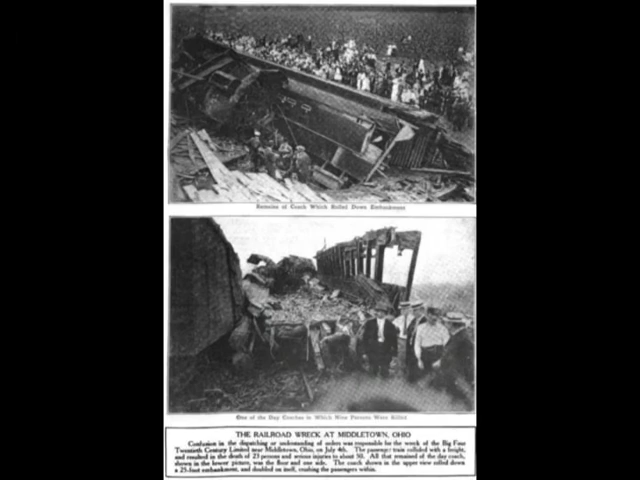 Remains of Coach Which Rolled Down Embankment
One of the Day Coaches in Which Nine Persons Were Killed
THE RAILROAD WRECK AT MIDDLETOWN, OHIO
Confusion in the dispatching or understanding of orders was responsible for the wreck of the Big Four
Twentieth Century Limited near Middletown, Ohio, on July 4th. The passenger train collided with a freight,
and resulted in the death of 23 persons and serious injuries to about 50. All that remained of the day coach,
shown in the lower picture, was the floor and one side. The coach shown in the upper view rolled down
a 25-foot embankment, and doubled on itself, crushing the passengers within.